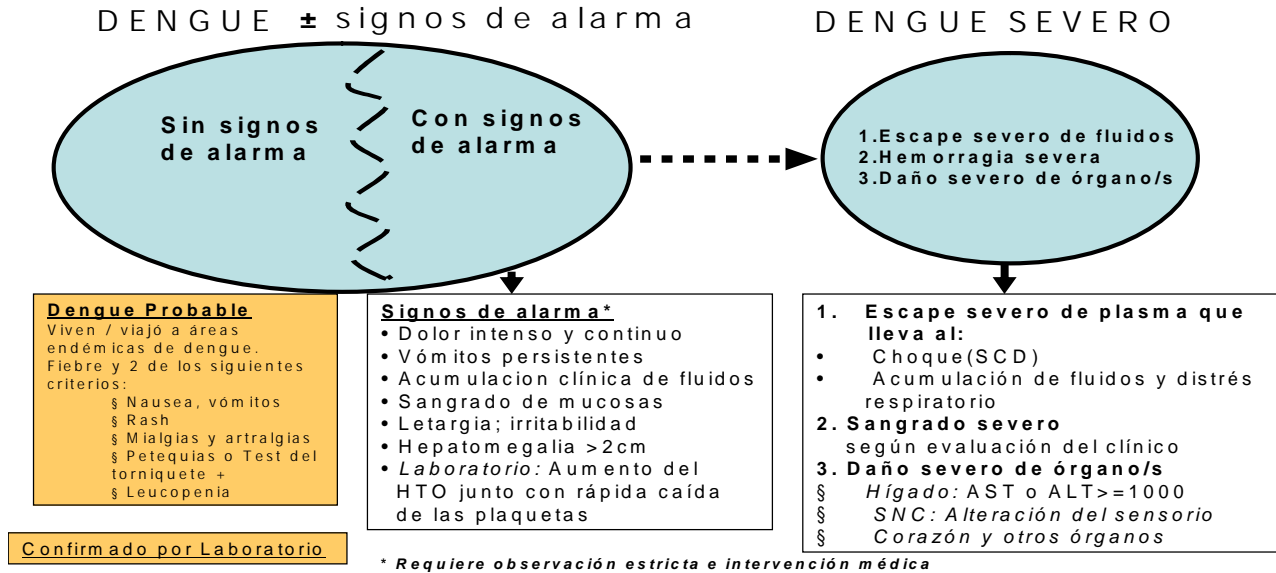 DENGUE ± signos de alarma
DENGUE SEVERO
Sin signos
de alarma
Con signos
de alarma
1.Escape severo de fluidos
2.Hemorragia severa
3.Daño severo de órgano/s
Dengue Probable
Viven / viajó a áreas
endémicas de dengue.
Fiebre y 2 de los siguientes
criterios:
§ Nausea, vómitos
§ Rash
§ Mialgias y artralgias
§ Petequias o Test del
torniquete +
§ Leucopenia
Confirmado por Laboratorio
Signos de alarma*
• Dolor intenso y continuo
• Vómitos persistentes
• Acumulacion clínica de fluidos
• Sangrado de mucosas
• Letargia; irritabilidad
• Hepatomegalia >2cm
• Laboratorio: Aumento del
HTO junto con rápida caída
de las plaquetas
1. Escape severo de plasma que
lleva al:
• Choque(SCD)
• Acumulación de fluidos y distrés
respiratorio
2. Sangrado severo
según evaluación del clínico
3. Daño severo de órgano/s
§ Hígado: AST o ALT>=1000
§ SNC: Alteración del sensorio
§ Corazón y otros órganos
* Requiere observación estricta e intervención médica